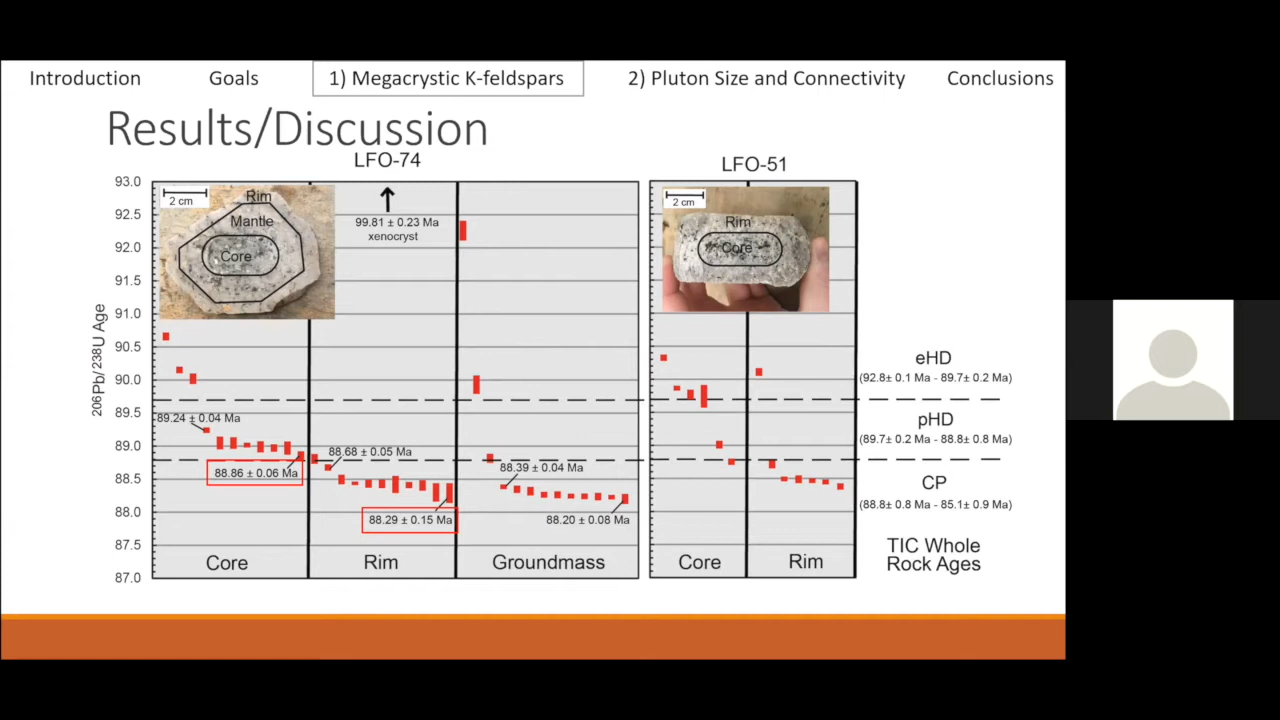 Introduction
Goals
1) Megacrystic K-feldspars
2) Pluton Size and Connectivity
Conclusions
Results/Discussion
LFO-74
LFO-51
206Pb/238U Age
93.0
92.5
92.0
91.5
91.0
90.5
90.0
89.5
89.0
88.5
88.0
87.5
87.0
2 cm
Rim
Mantle
Core
99.81 ± 0.23 Ma
xenocryst
89.24 ± 0.04 Ma
88.86 ± 0.06 Ma
88.68 ± 0.05 Ma
88.29 ± 0.15 Ma
88.39 ± 0.04 Ma
88.20 ± 0.08 Ma
Core
Rim
Groundmass
2 cm
Rim
Core
Core
Rim
eHD
(92.8± 0.1 Ma - 89.7± 0.2 Ma)
pHD
(89.7± 0.2 Ma - 88.8± 0.8 Ma)
CP
(88.8± 0.8 Ma - 85.1± 0.9 Ma)
TIC Whole
Rock Ages